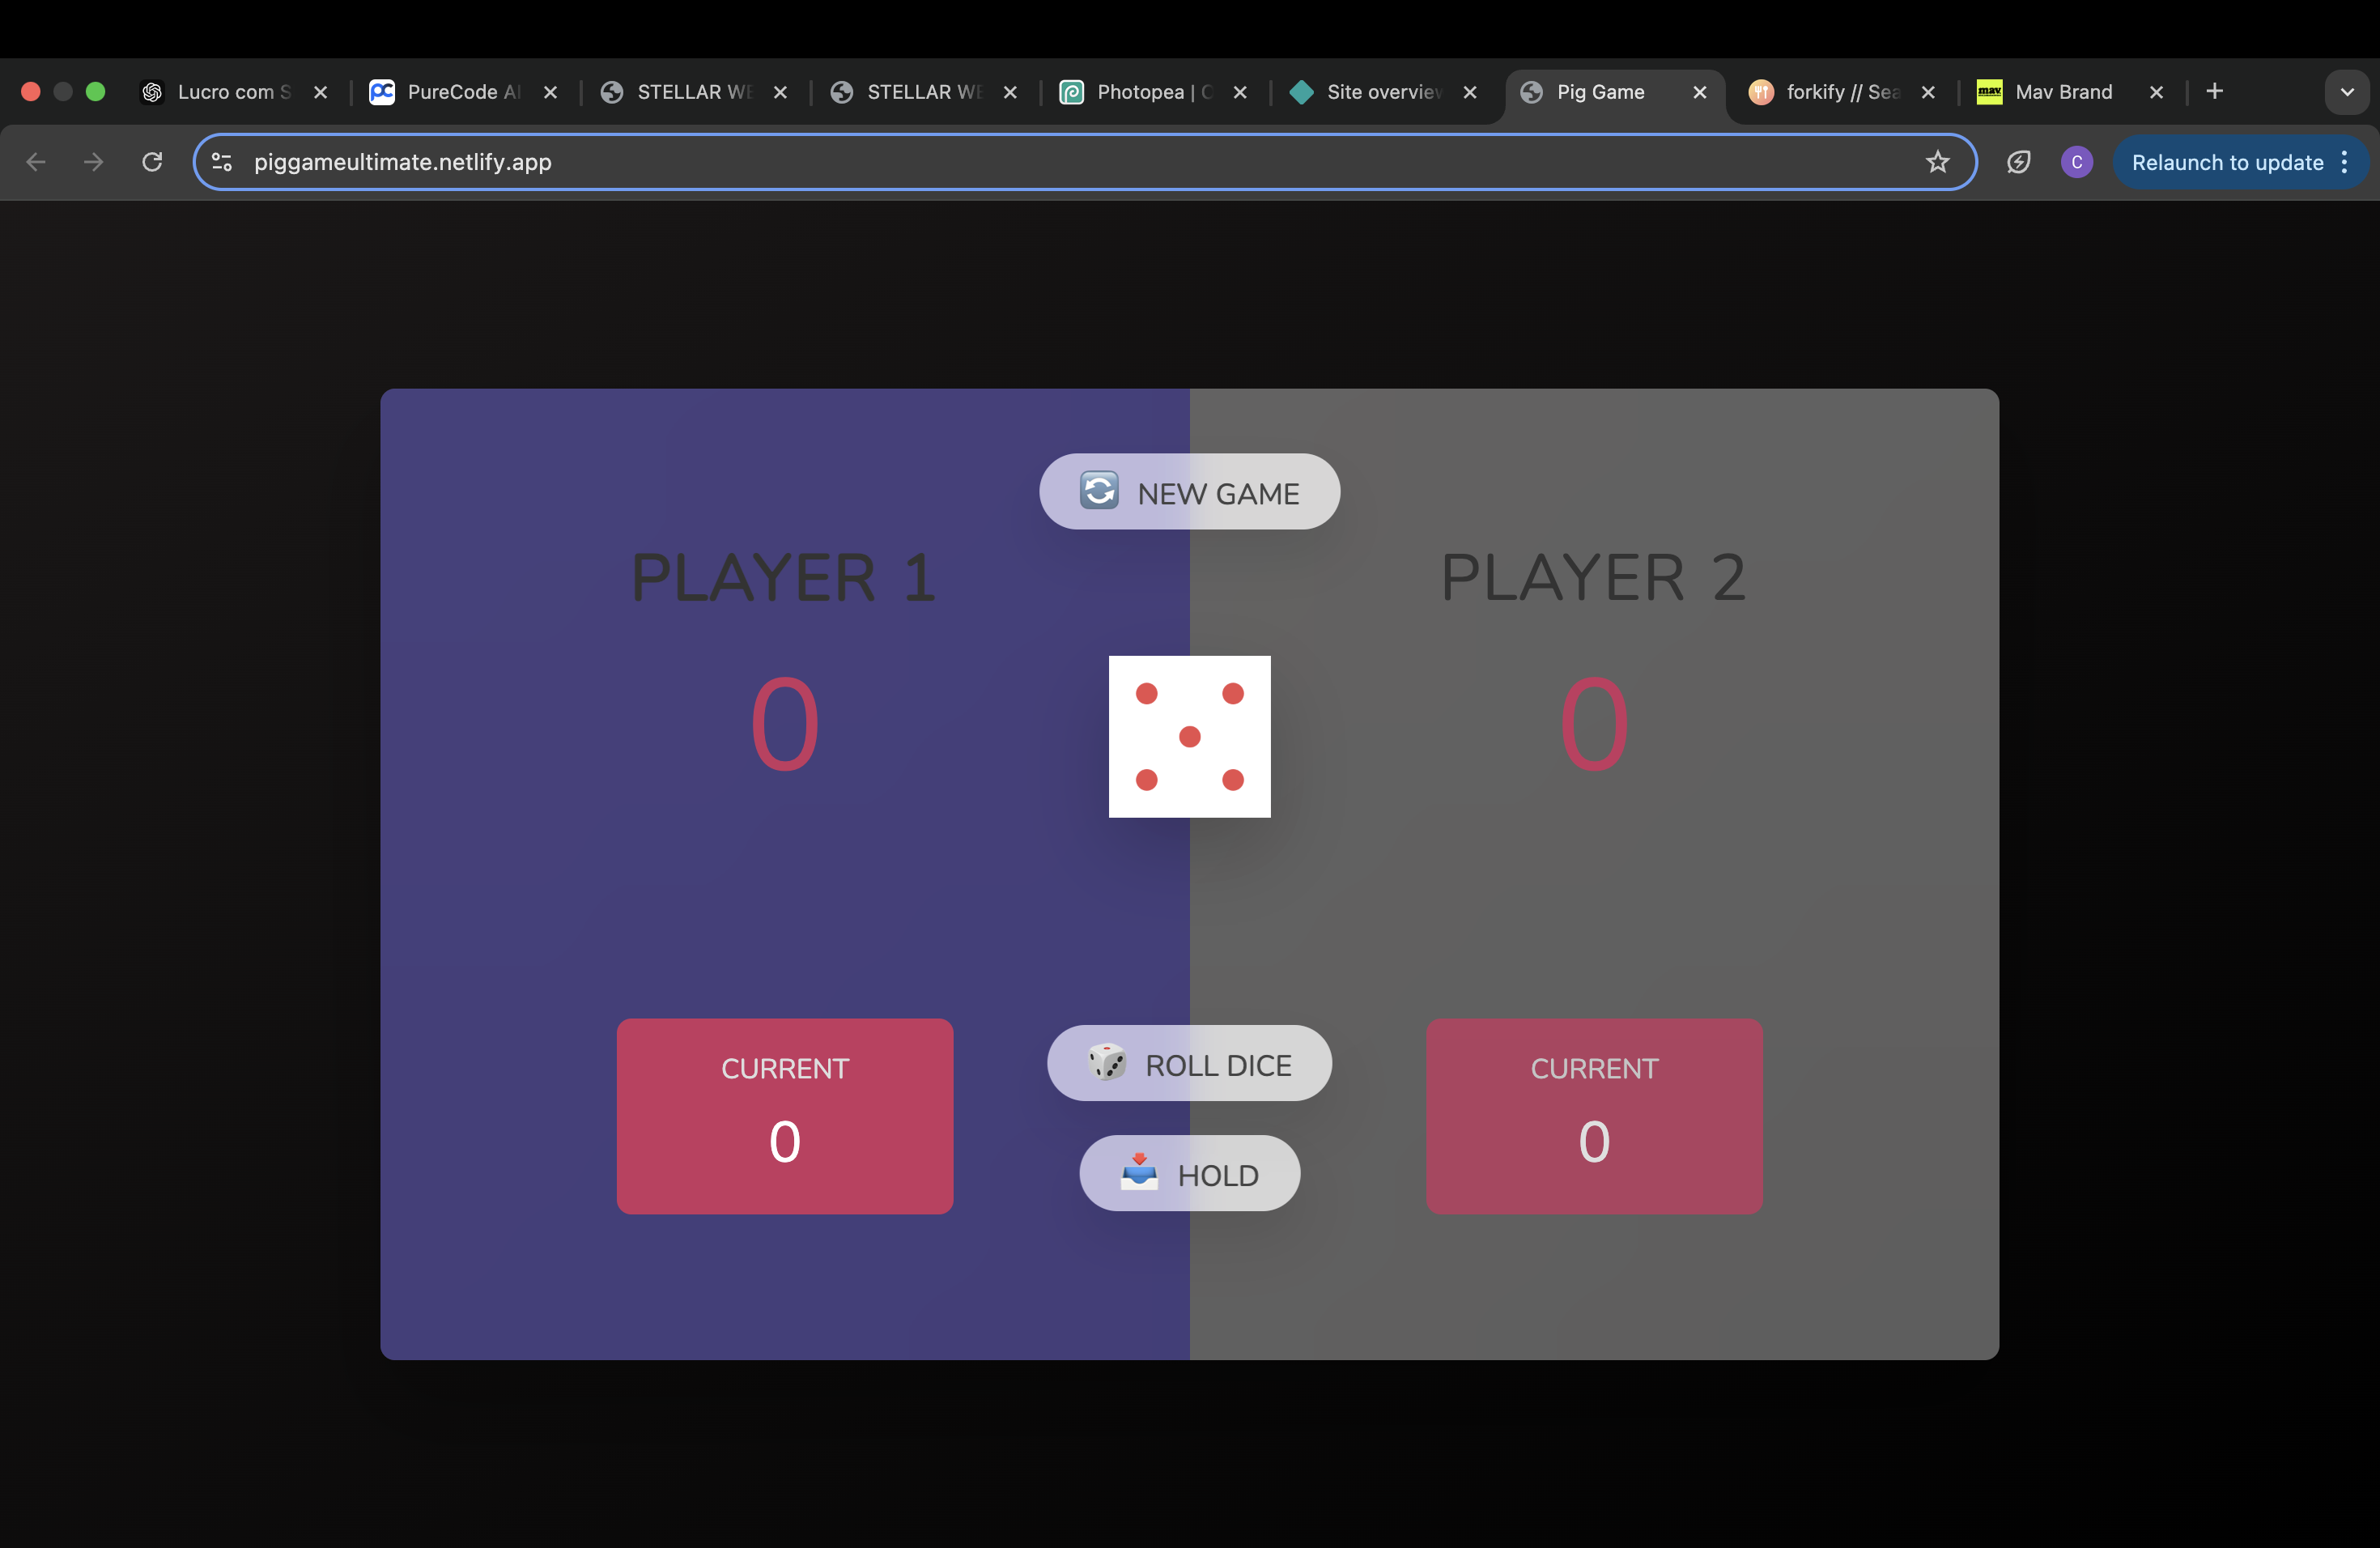 Lucro com S
PureCode AI
STELLAR WE
STELLAR WE
Photopea | O
Site overview
Pig Game
forkify // Sea
mav.
Mav Brand
piggameultimate.netlify.app
C
Relaunch to update
NEW GAME
PLAYER 1
PLAYER 2
0
0
CURRENT
0
ROLL DICE
HOLD
CURRENT
0